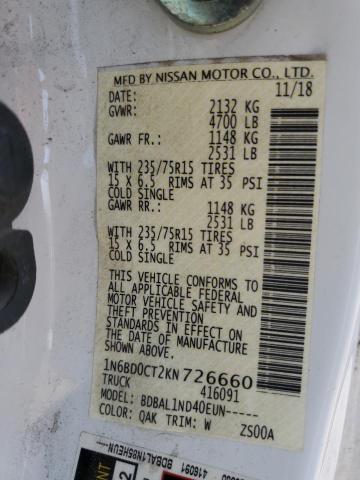 MFD BY NISSAN MOTOR CO., LTD.
DATE: 11/18
GVWR: 2132 KG
4700 LB
GAWR FR.: 1148 KG
2531 LB
WITH 235/75R15 TIRES
15 X 6.5 RIMS AT 35 PSI
COLD SINGLE
GAWR RR.: 1148 KG
2531 LB
WITH 235/75R15 TIRES
15 X 6.5 RIMS AT 35 PSI
COLD SINGLE
THIS VEHICLE CONFORMS TO
ALL APPLICABLE FEDERAL
MOTOR VEHICLE SAFETY AND
THEFT PREVENTION
STANDARDS IN EFFECT ON
THE DATE OF MANUFACTURE
SHOWN ABOVE.
1N6BD0CT2KN726660
TRUCK 416091
MODEL: BDBAL1ND40EUN-----
COLOR: QAK TRIM: W ZS00A
416091 BDBAL1N86HEUN